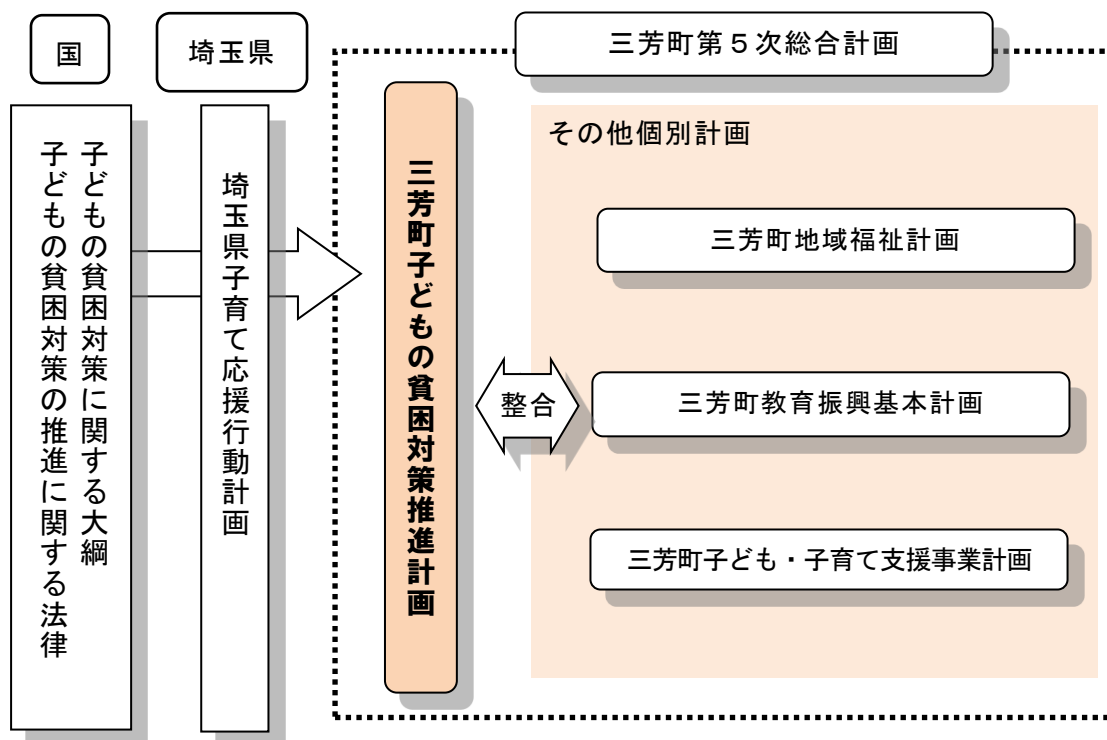 国
埼玉県
三芳町第５次総合計画
子どもの貧困対策に関する大綱
子どもの貧困対策の推進に関する法律
埼玉県子育て応援行動計画
三芳町子どもの貧困対策推進計画
整合
その他個別計画
三芳町地域福祉計画
三芳町教育振興基本計画
三芳町子ども・子育て支援事業計画